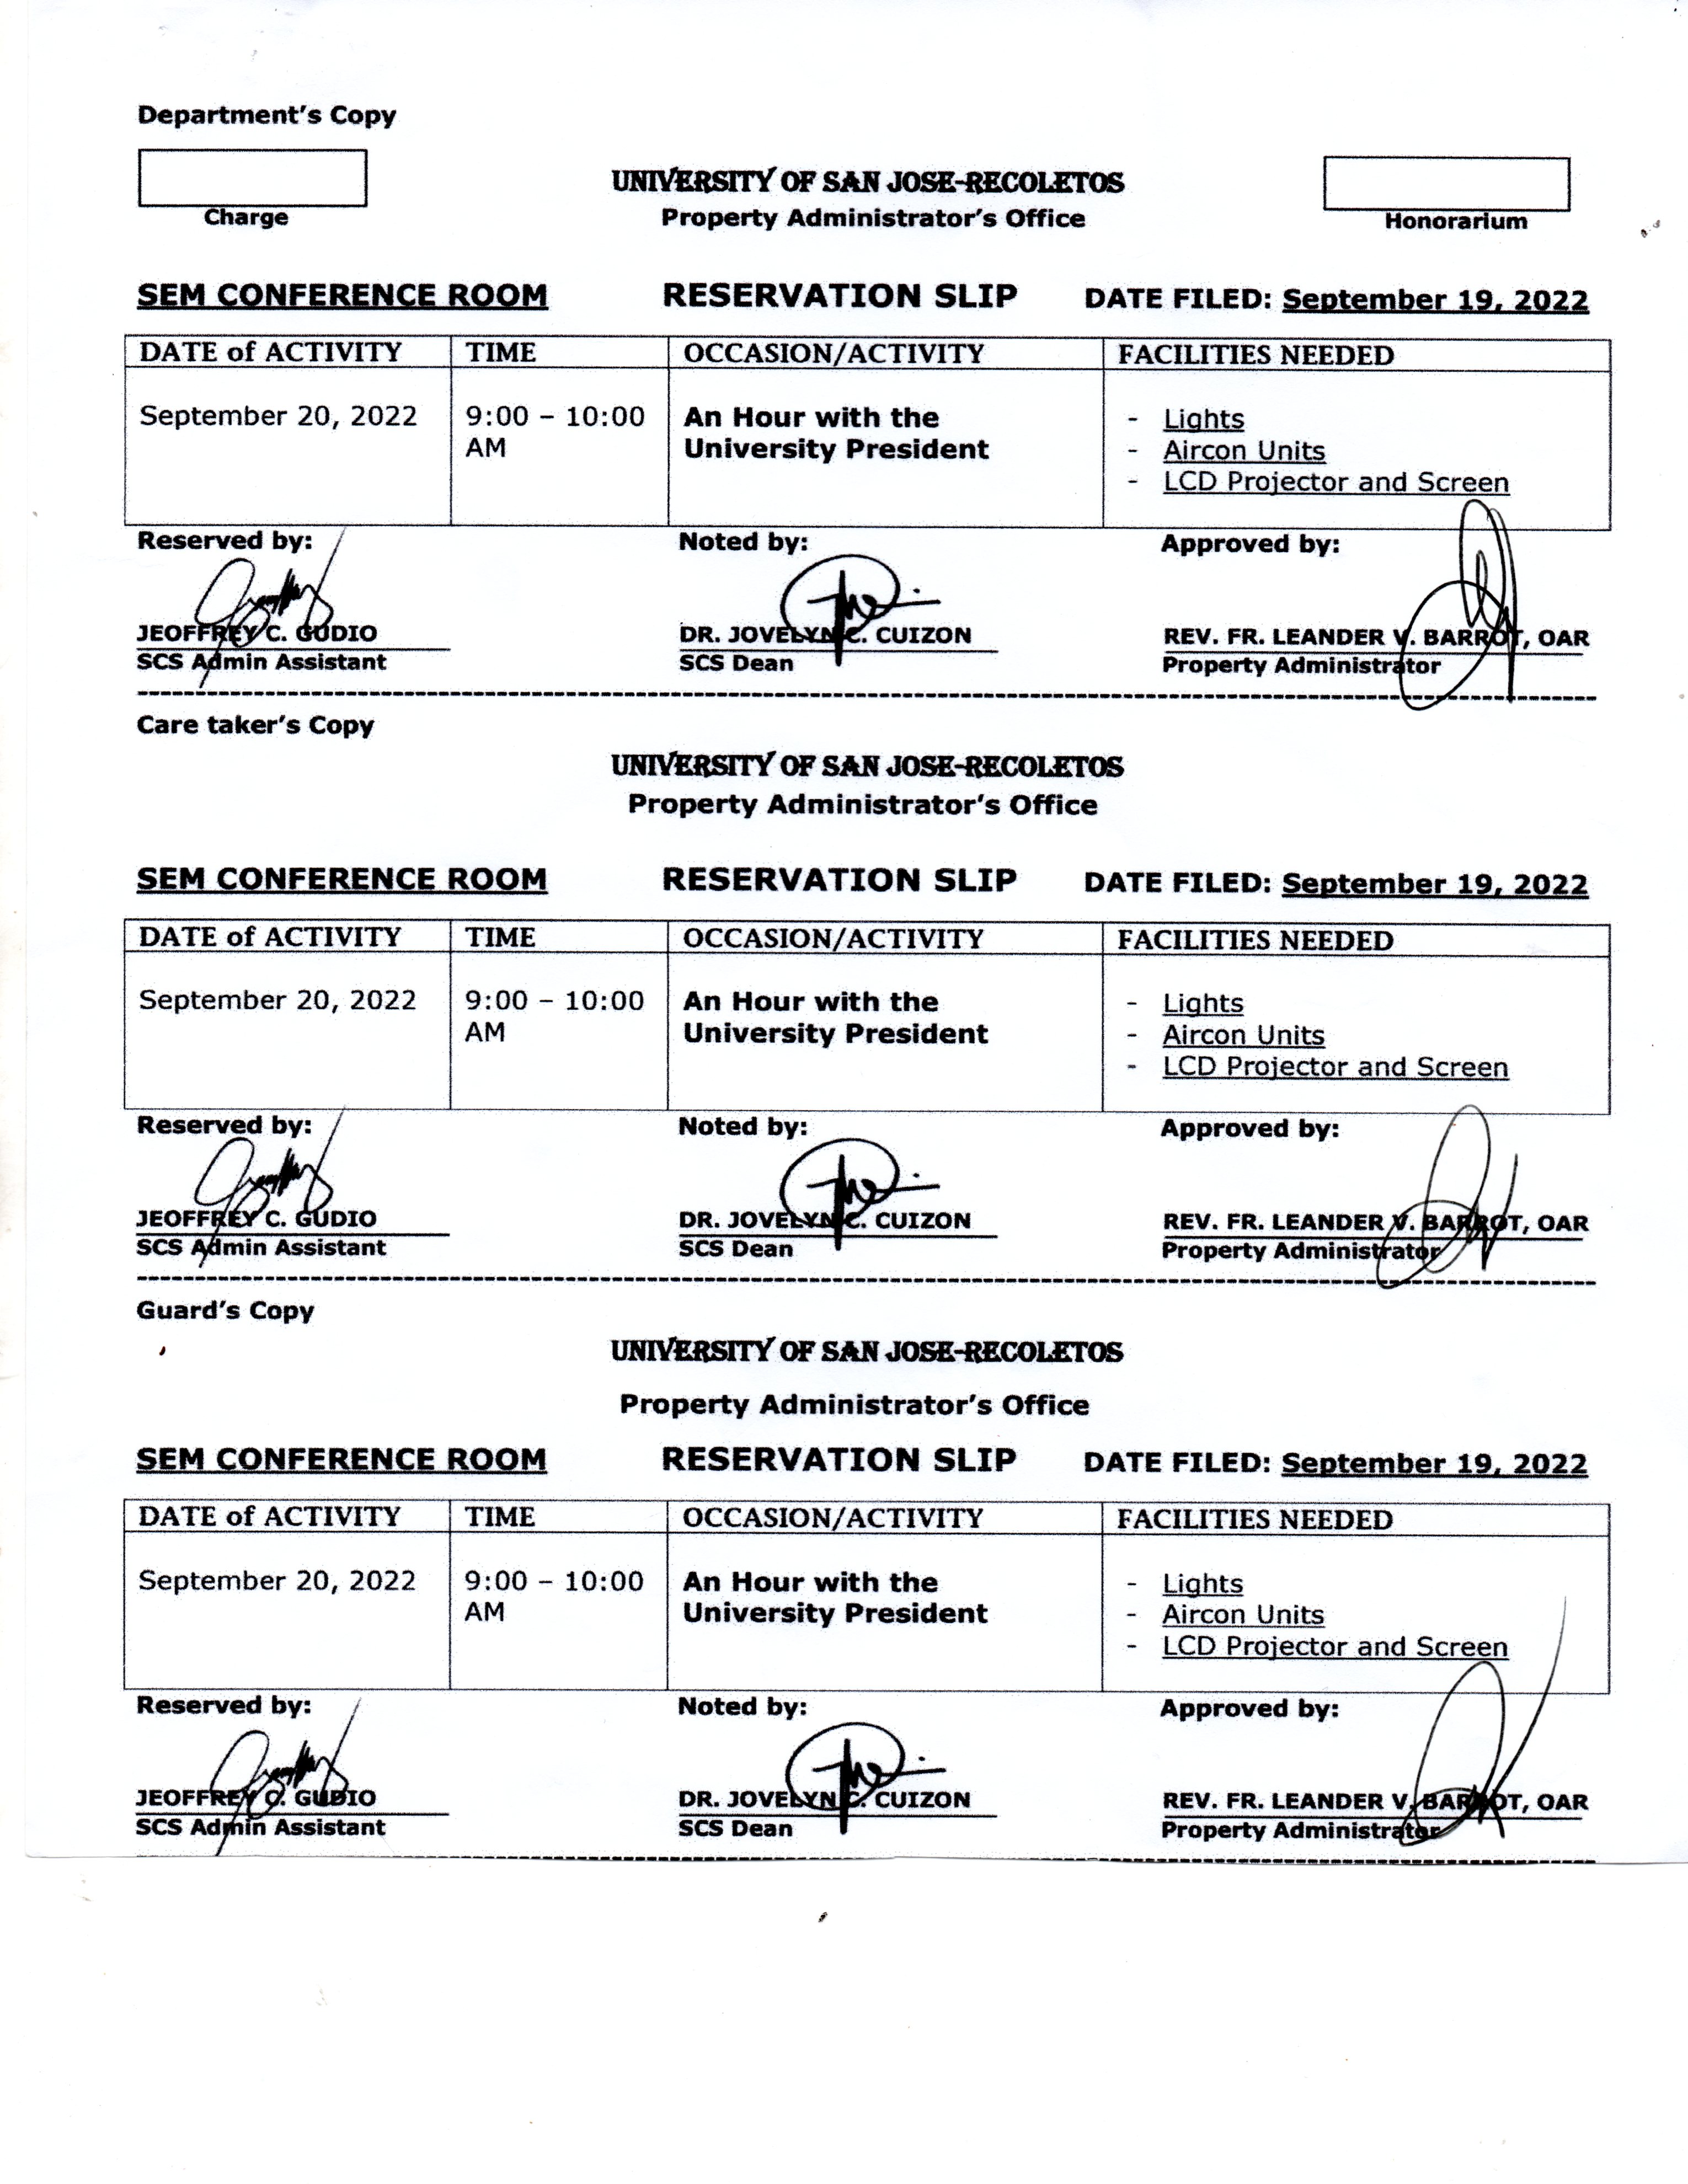 Department's Copy
Charge
UNIVERSITY OF SAN JOSE-RECOLETOS
Property Administrator's Office
Honorarium
SEM CONFERENCE ROOM RESERVATION SLIP DATE FILED: September 19, 2022
DATE of ACTIVITY TIME OCCASION/ACTIVITY FACILITIES NEEDED
September 20, 2022 9:00 – 10:00 An Hour with the - Lights
AM University President - Aircon Units
- LCD Projector and Screen
Reserved by: Noted by: Approved by:
JEOFFREY C. GUDIO DR. JOVELYN C. CUIZON REV. FR. LEANDER V. BARROT, OAR
SCS Admin Assistant SCS Dean Property Administrator
Care taker's Copy
UNIVERSITY OF SAN JOSE-RECOLETOS
Property Administrator's Office
SEM CONFERENCE ROOM RESERVATION SLIP DATE FILED: September 19, 2022
DATE of ACTIVITY TIME OCCASION/ACTIVITY FACILITIES NEEDED
September 20, 2022 9:00 – 10:00 An Hour with the - Lights
AM University President - Aircon Units
- LCD Projector and Screen
Reserved by: Noted by: Approved by:
JEOFFREY C. GUDIO DR. JOVELYN C. CUIZON REV. FR. LEANDER V. BARROT, OAR
SCS Admin Assistant SCS Dean Property Administrator
Guard's Copy
UNIVERSITY OF SAN JOSE-RECOLETOS
Property Administrator's Office
SEM CONFERENCE ROOM RESERVATION SLIP DATE FILED: September 19, 2022
DATE of ACTIVITY TIME OCCASION/ACTIVITY FACILITIES NEEDED
September 20, 2022 9:00 – 10:00 An Hour with the - Lights
AM University President - Aircon Units
- LCD Projector and Screen
Reserved by: Noted by: Approved by:
JEOFFREY C. GUDIO DR. JOVELYN C. CUIZON REV. FR. LEANDER V. BARROT, OAR
SCS Admin Assistant SCS Dean Property Administrator